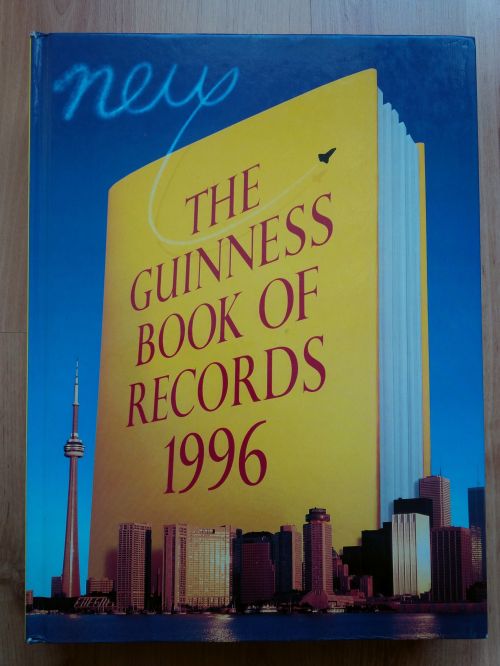 new
THE
GUINNESS
BOOK OF
RECORDS
1996